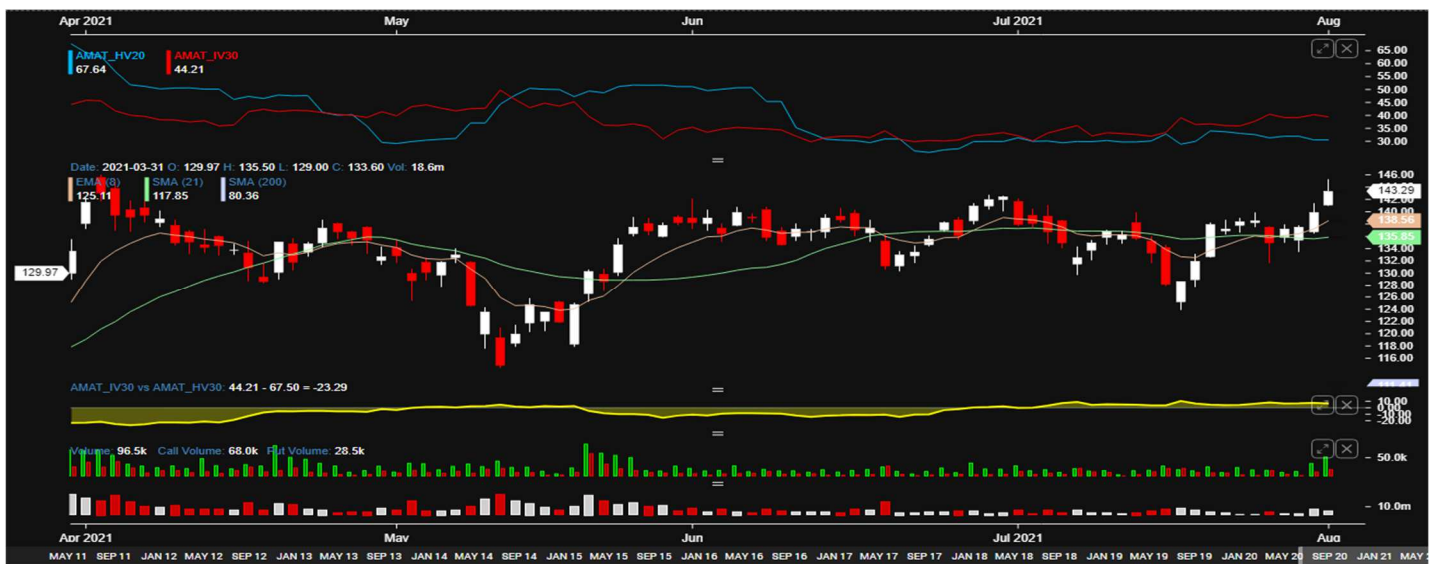 Apr 2021 May Jun Jul 2021 Aug
AMAT_HV20 AMAT_IV30
67.64 44.21
65.00
60.00
55.00
50.00
45.00
40.00
35.00
30.00
Date: 2021-03-31 O: 129.97 H: 135.50 L: 129.00 C: 133.60 Vol: 18.6m
EMA (8) SMA (21) SMA (200)
125.11 117.85 80.36
146.00
143.29
142.00
140.00
138.56
135.85
134.00
132.00
129.97
130.00
128.00
126.00
124.00
122.00
120.00
118.00
116.00
111.41
AMAT_IV30 vs AMAT_HV30: 44.21 - 67.50 = -23.29
10.00
0.00
-10.00
-20.00
Volume: 96.5k Call Volume: 68.0k Put Volume: 28.5k
50.0k
10.0m
Apr 2021 May Jun Jul 2021 Aug
MAY 11 SEP 11 JAN 12 MAY 12 SEP 12 JAN 13 MAY 13 SEP 13 JAN 14 MAY 14 SEP 14 JAN 15 MAY 15 SEP 15 JAN 16 MAY 16 SEP 16 JAN 17 MAY 17 SEP 17 JAN 18 MAY 18 SEP 18 JAN 19 MAY 19 SEP 19 JAN 20 MAY 20 SEP 20 JAN 21 MAY